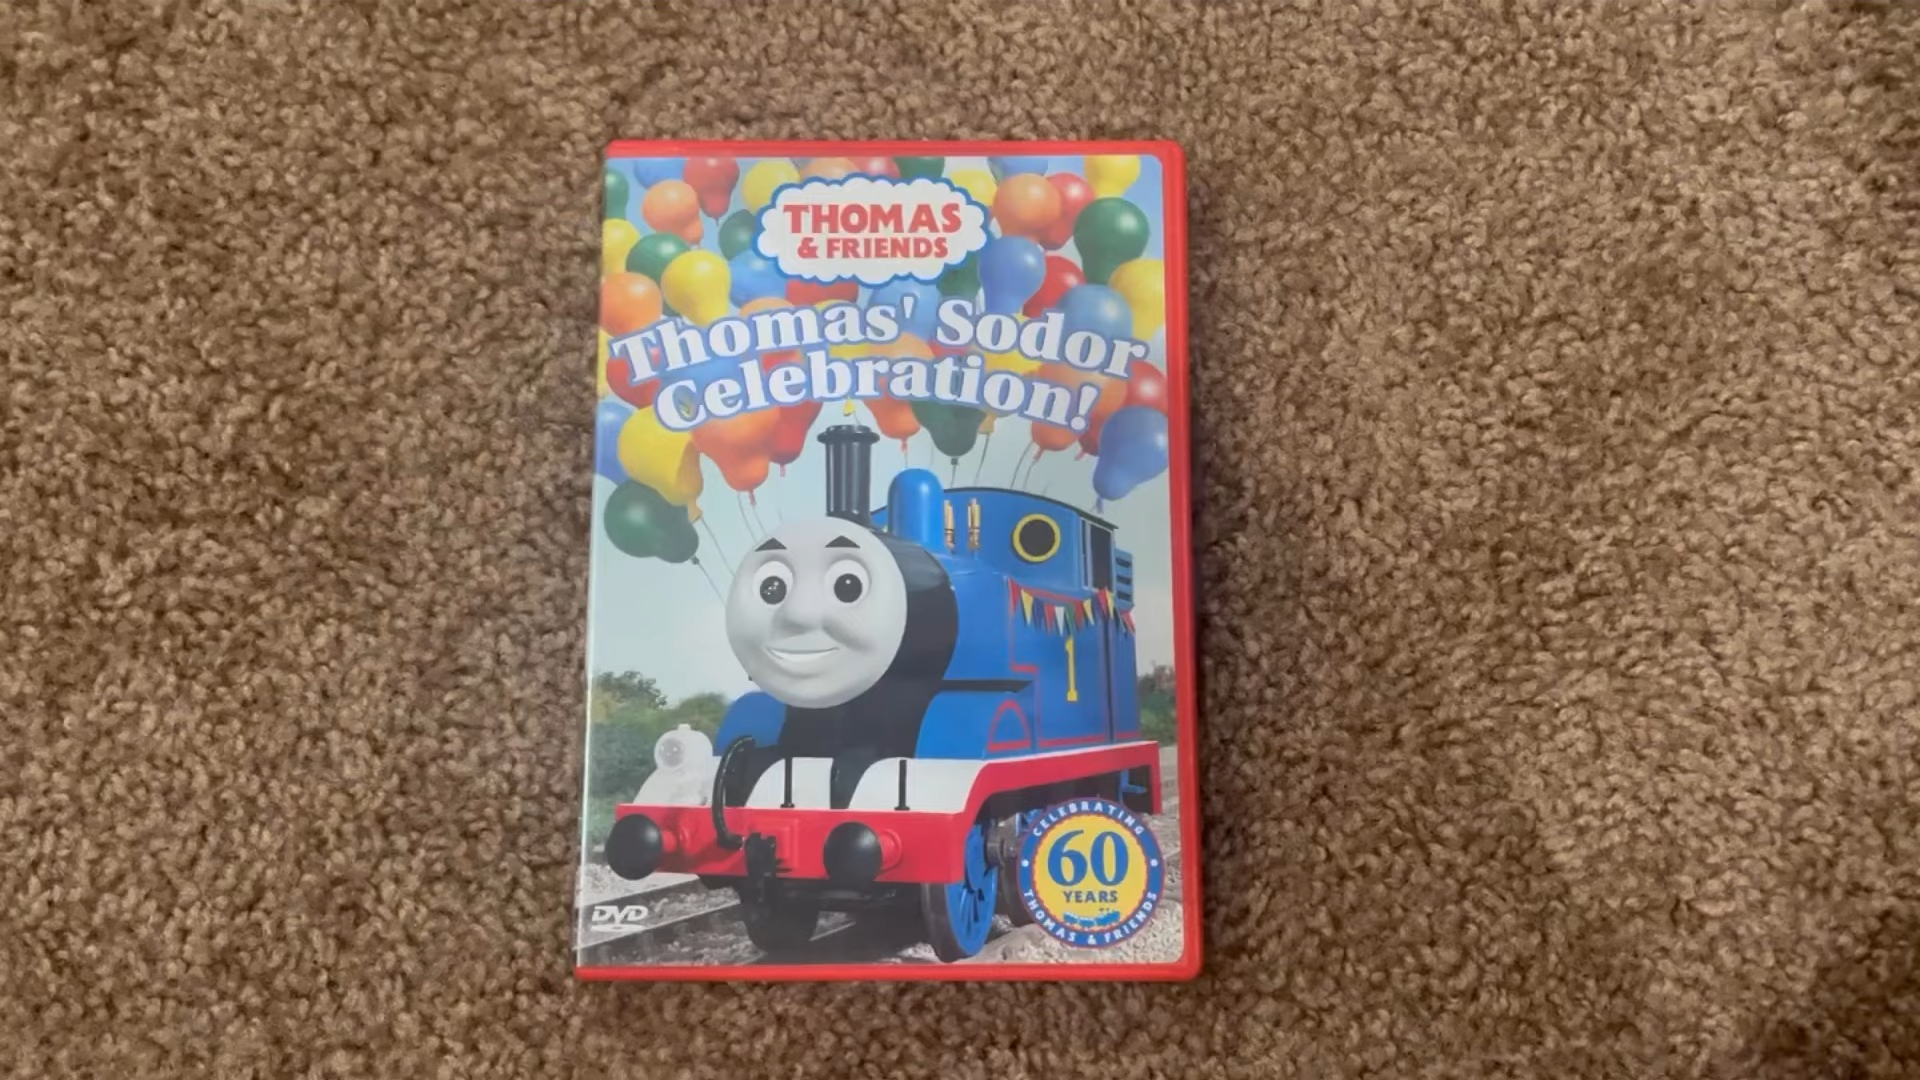 THOMAS
& FRIENDS
Thomas' Sodor
Celebration!
1
CELEBRATING
60
YEARS
THOMAS & FRIENDS
DVD